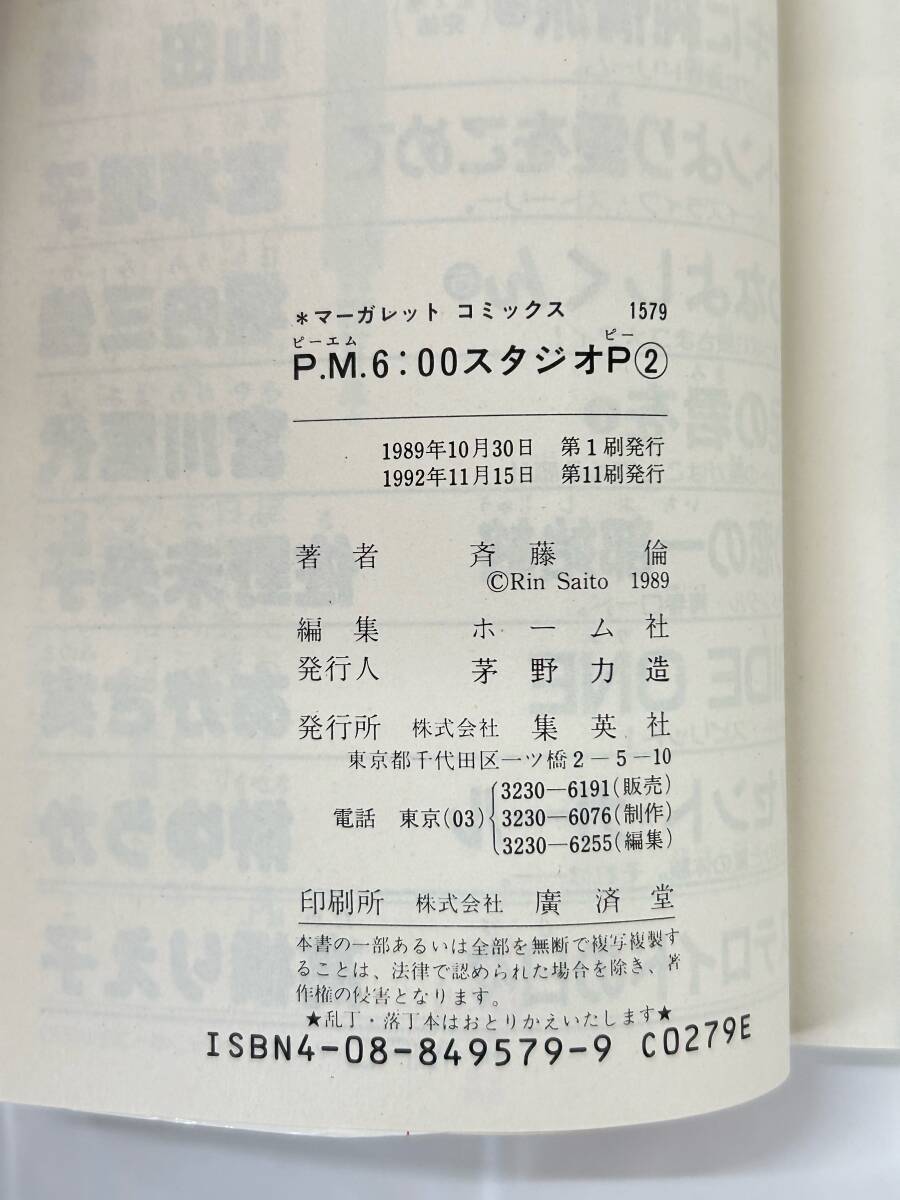 *マーガレット コミックス 1579
ピーエム ピー
P.M.6:00スタジオP②
1989年10月30日 第1刷発行
1992年11月15日 第11刷発行
著者 斉藤倫
©Rin Saito 1989
編集 ホーム社
発行人 茅野力造
発行所 株式会社 集英社
東京都千代田区一ツ橋2−5−10
3230−6191(販売)
電話 東京(03) 3230−6076(制作)
3230−6255(編集)
印刷所 株式会社 廣済堂
本書の一部あるいは全部を無断で複写複製す
ることは、法律で認められた場合を除き、著
作権の侵害となります。
★乱丁・落丁本はおとりかえいたします★
ISBN4-08-849579-9 C0279E